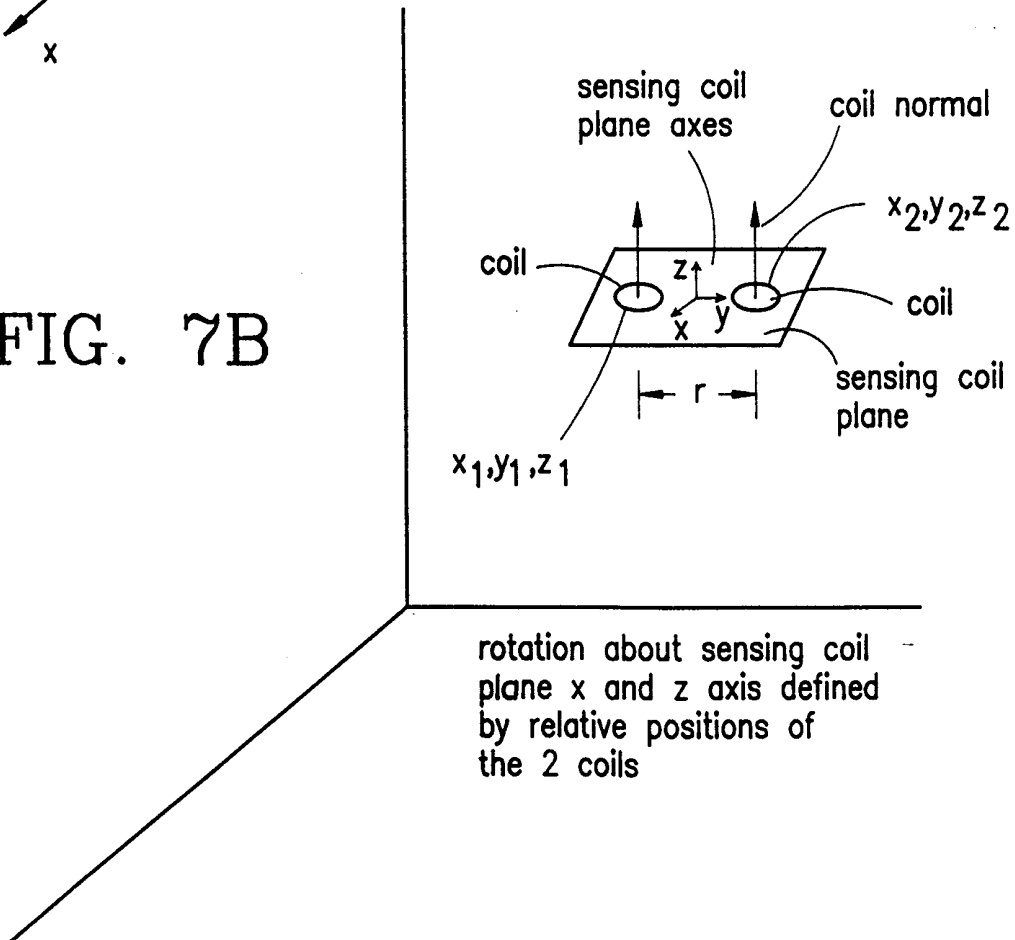 x
sensing coil
plane axes
coil normal
x2,y2,z2
coil
z
x
y
coil
FIG. 7B
r
sensing coil
plane
x1,y1,z1
rotation about sensing coil
plane x and z axis defined
by relative positions of
the 2 coils